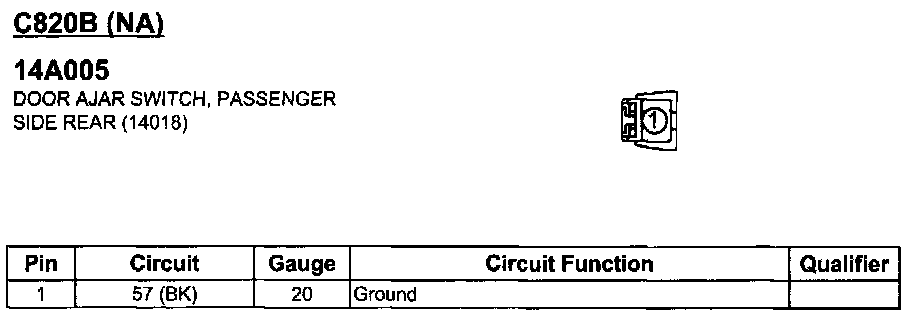 C820B (NA)
14A005
DOOR AJAR SWITCH, PASSENGER
SIDE REAR (14018)
1
Pin Circuit Gauge Circuit Function Qualifier
1 57 (BK) 20 Ground